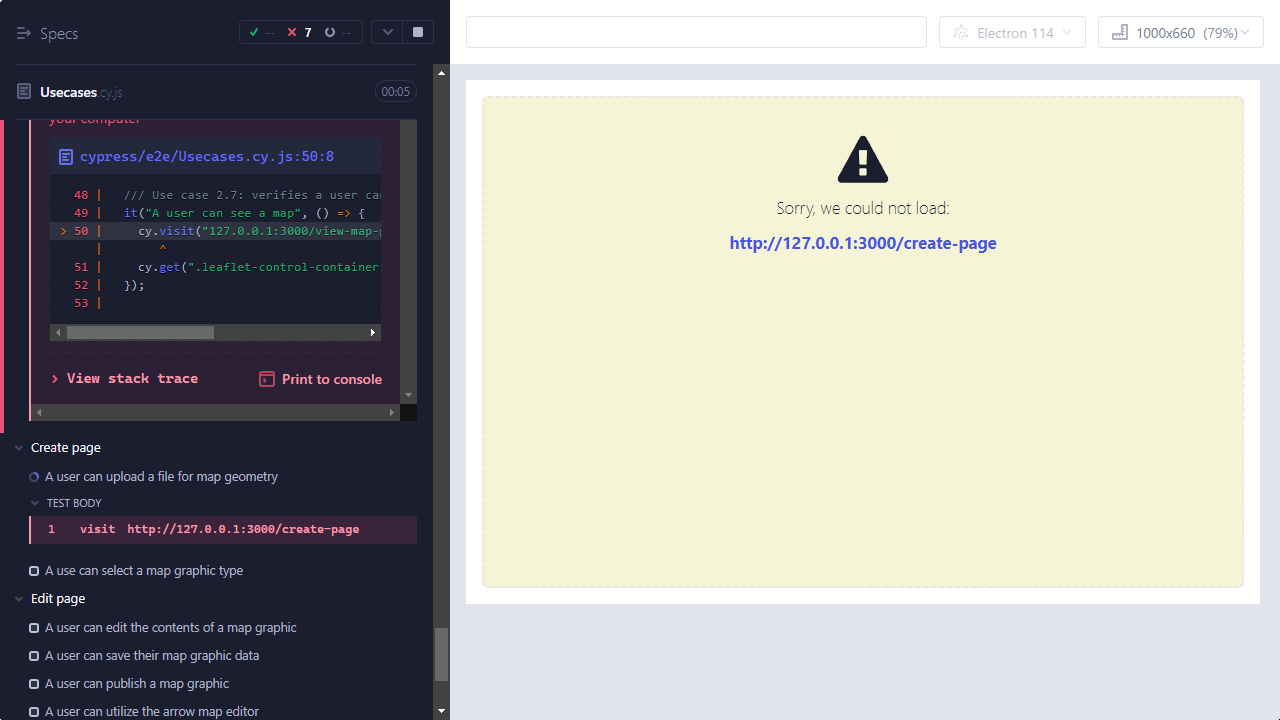 Specs
-- 7 --
Usecases.cy.js 00:05
your computer
cypress/e2e/Usecases.cy.js:50:8
48 | /// Use case 2.7: verifies a user ca
49 | it("A user can see a map", () => {
> 50 | cy.visit("127.0.0.1:3000/view-map-
| ^
51 | cy.get(".leaflet-control-container
52 | });
53 |
View stack trace
Print to console
Create page
A user can upload a file for map geometry
TEST BODY
1 visit http://127.0.0.1:3000/create-page
A use can select a map graphic type
Edit page
A user can edit the contents of a map graphic
A user can save their map graphic data
A user can publish a map graphic
A user can utilize the arrow map editor
Electron 114
1000x660 (79%)
Sorry, we could not load:
http://127.0.0.1:3000/create-page